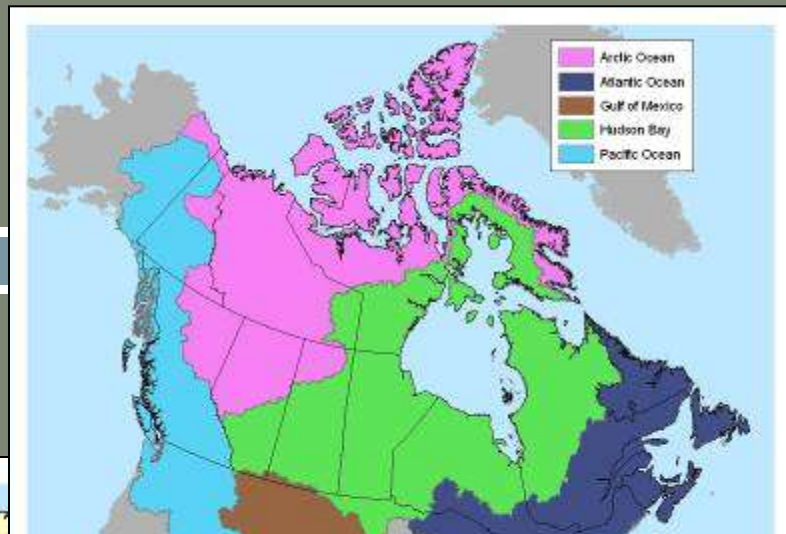 Arctic Ocean
Atlantic Ocean
Gulf of Mexico
Hudson Bay
Pacific Ocean